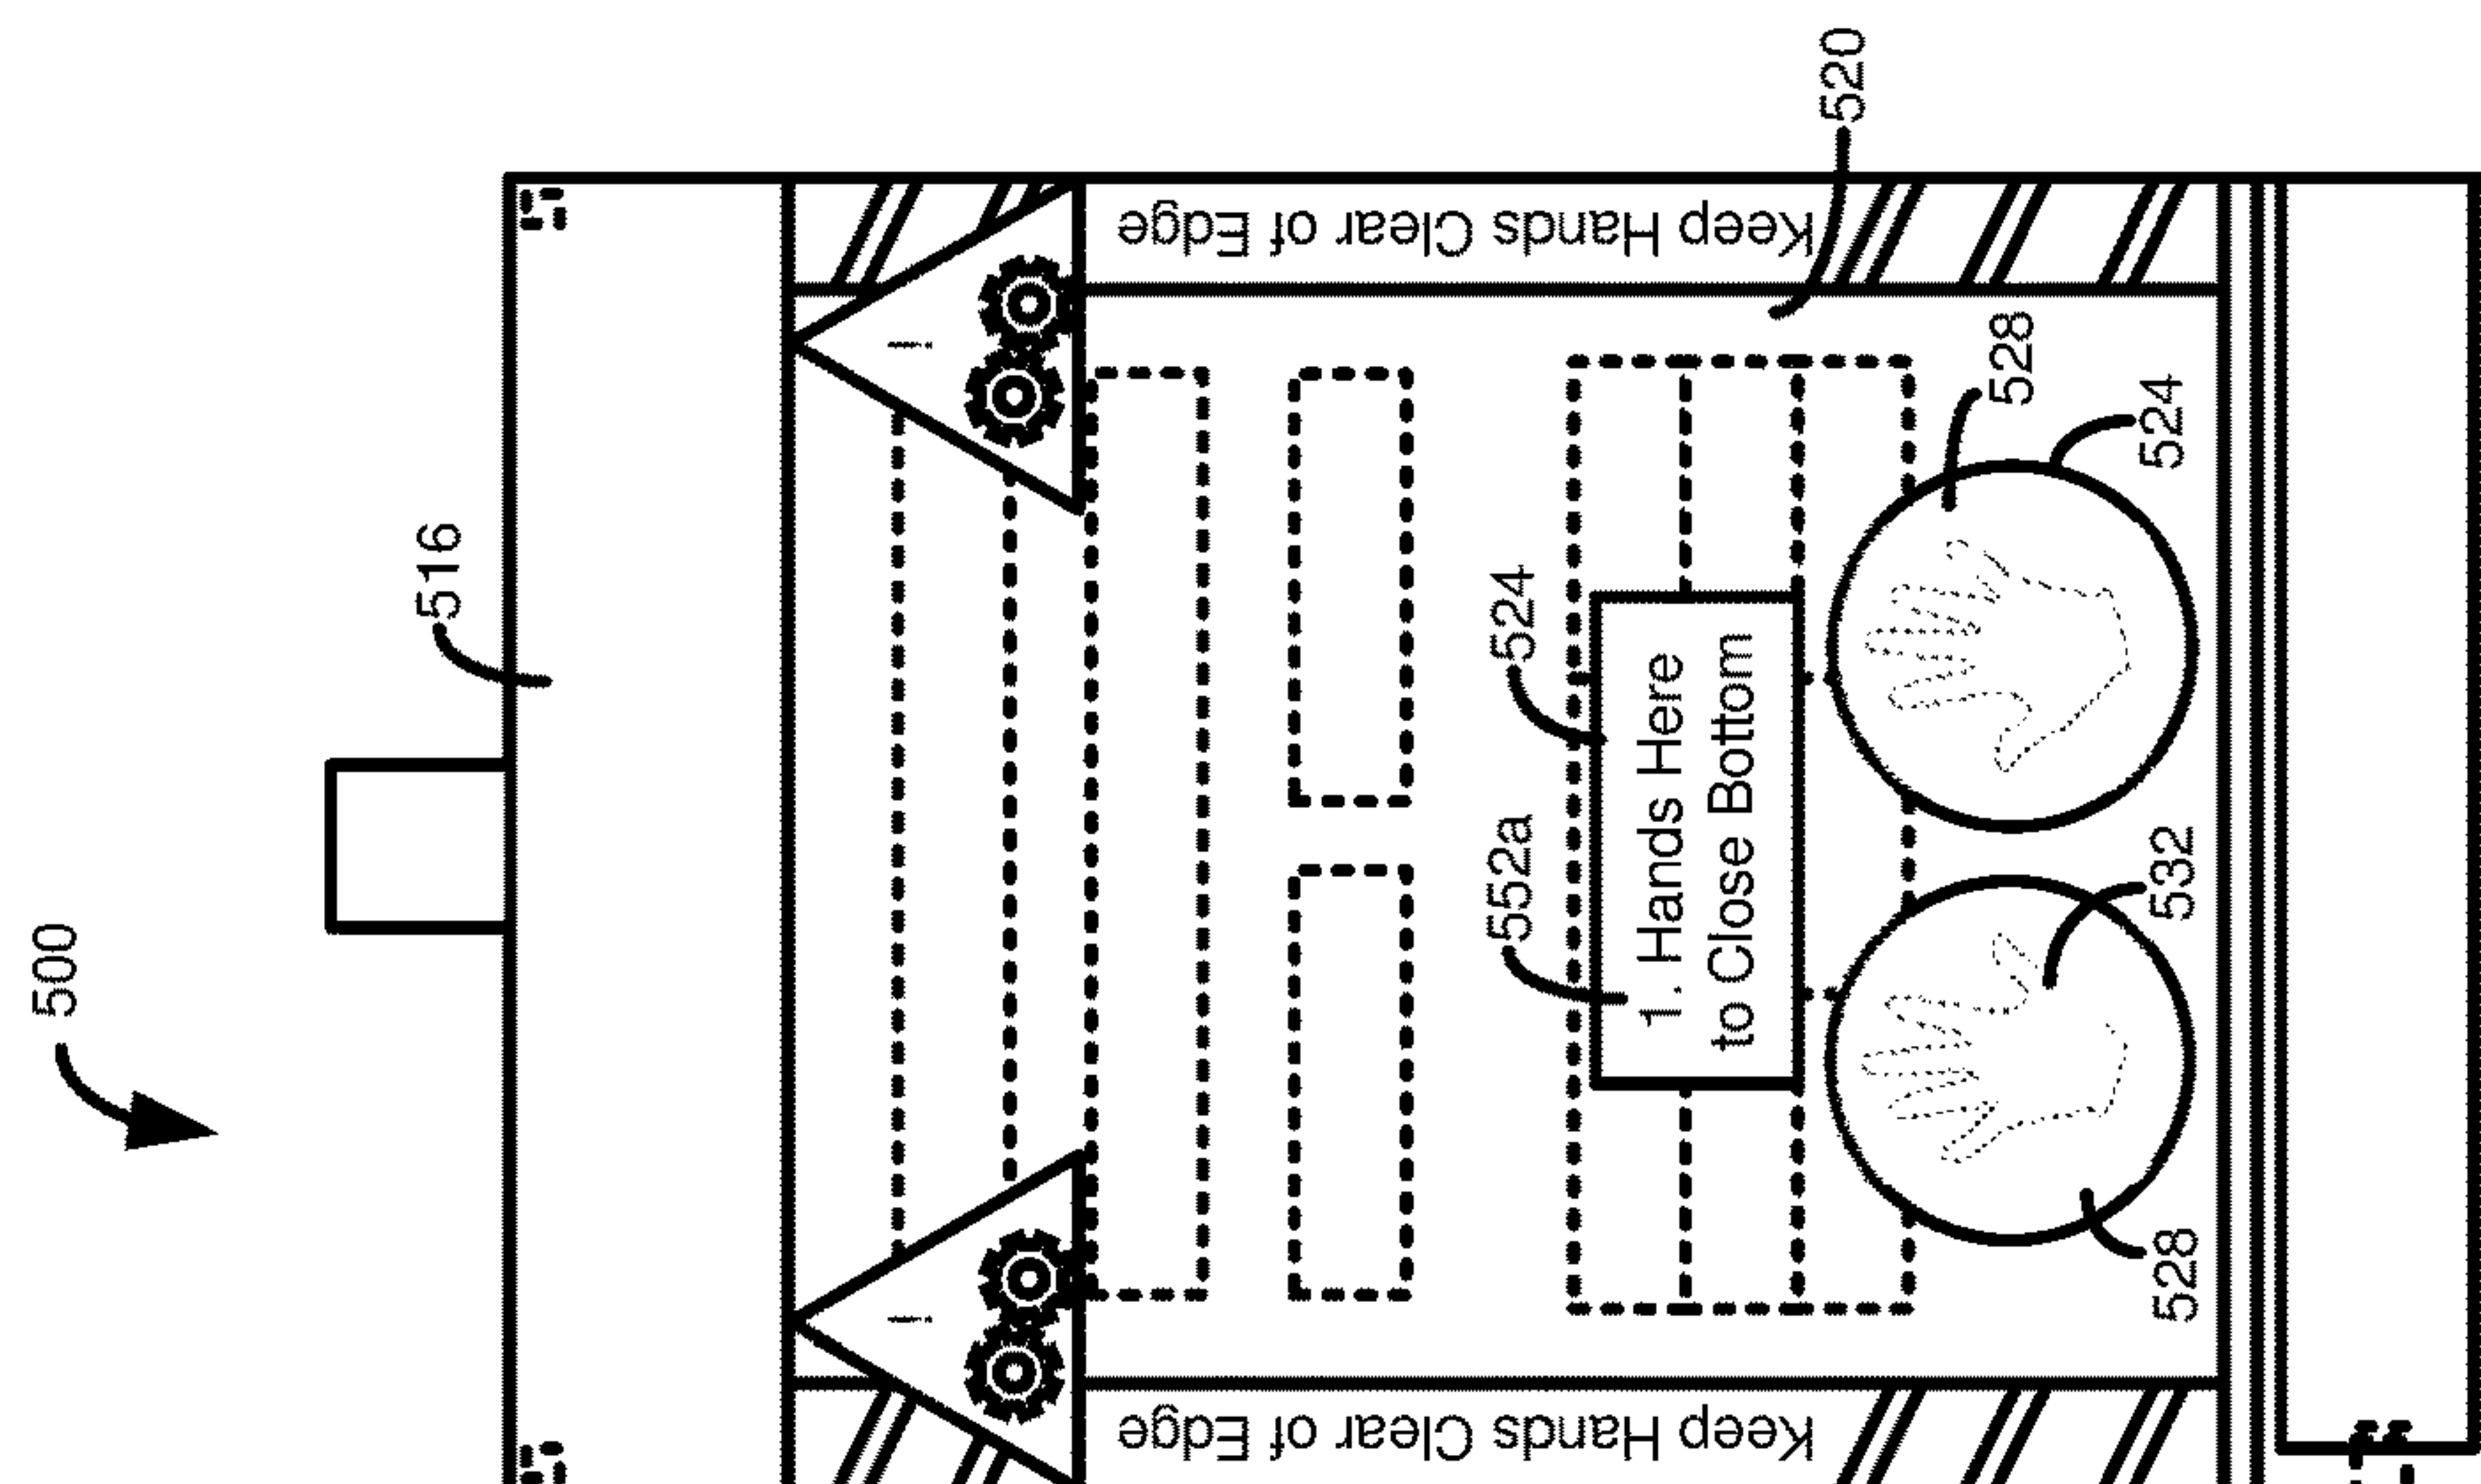 500
516
520
Keep Hands Clear of Edge
528
524
524
552a
1. Hands Here
to Close Bottom
532
528
Keep Hands Clear of Edge
!
!